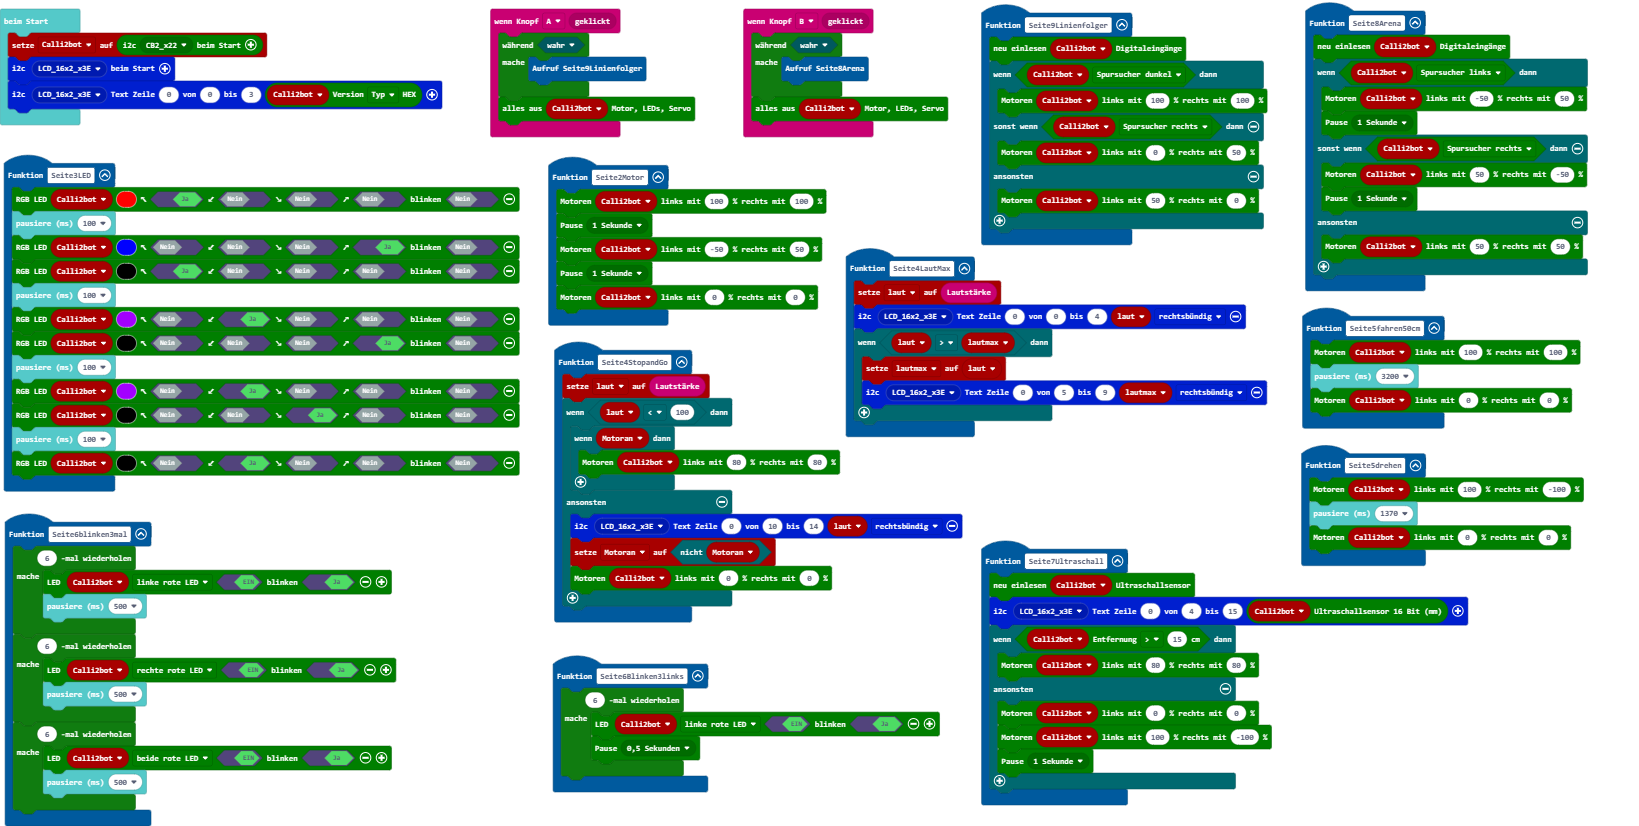 beim Start
setze Calli2bot auf i2c CB2_x22 beim Start
i2c LCD_16x2_x3E beim Start
i2c LCD_16x2_x3E Text Zeile 0 von 0 bis 3 Calli2bot Version Typ HEX
wenn Knopf A geklickt
während wahr
mache Aufruf Seite9Linienfolger
alles aus Calli2bot Motor, LEDs, Servo
wenn Knopf B geklickt
während wahr
mache Aufruf Seite8Arena
alles aus Calli2bot Motor, LEDs, Servo
Funktion Seite9Linienfolger
neu einlesen Calli2bot Digitaleingänge
wenn Calli2bot Spursucher dunkel dann
Motoren Calli2bot links mit 100 % rechts mit 100 %
sonst wenn Calli2bot Spursucher rechts dann
Motoren Calli2bot links mit 0 % rechts mit 50 %
ansonsten
Motoren Calli2bot links mit 50 % rechts mit 0 %
Funktion Seite8Arena
neu einlesen Calli2bot Digitaleingänge
wenn Calli2bot Spursucher links dann
Motoren Calli2bot links mit -50 % rechts mit 50 %
Pause 1 Sekunde
sonst wenn Calli2bot Spursucher rechts dann
Motoren Calli2bot links mit 50 % rechts mit -50 %
Pause 1 Sekunde
ansonsten
Motoren Calli2bot links mit 50 % rechts mit 50 %
Funktion Seite3LED
RGB LED Calli2bot ↖ Ja ↙ Nein ↘ Nein ↗ Nein blinken Nein
pausiere (ms) 100
RGB LED Calli2bot ↖ Nein ↙ Nein ↘ Nein ↗ Ja blinken Nein
RGB LED Calli2bot ↖ Ja ↙ Nein ↘ Nein ↗ Nein blinken Nein
pausiere (ms) 100
RGB LED Calli2bot ↖ Nein ↙ Ja ↘ Nein ↗ Nein blinken Nein
RGB LED Calli2bot ↖ Nein ↙ Nein ↘ Nein ↗ Ja blinken Nein
pausiere (ms) 100
RGB LED Calli2bot ↖ Nein ↙ Ja ↘ Nein ↗ Nein blinken Nein
RGB LED Calli2bot ↖ Nein ↙ Nein ↘ Ja ↗ Nein blinken Nein
pausiere (ms) 100
RGB LED Calli2bot ↖ Nein ↙ Ja ↘ Nein ↗ Nein blinken Nein
Funktion Seite2Motor
Motoren Calli2bot links mit 100 % rechts mit 100 %
Pause 1 Sekunde
Motoren Calli2bot links mit -50 % rechts mit 50 %
Pause 1 Sekunde
Motoren Calli2bot links mit 0 % rechts mit 0 %
Funktion Seite4LautMax
setze laut auf Lautstärke
i2c LCD_16x2_x3E Text Zeile 0 von 0 bis 4 laut rechtsbündig
wenn laut > lautmax dann
setze lautmax auf laut
i2c LCD_16x2_x3E Text Zeile 0 von 5 bis 9 lautmax rechtsbündig
Funktion Seite5fahren50cm
Motoren Calli2bot links mit 100 % rechts mit 100 %
pausiere (ms) 3200
Motoren Calli2bot links mit 0 % rechts mit 0 %
Funktion Seite4StopandGo
setze laut auf Lautstärke
wenn laut < 100 dann
wenn Motoran dann
Motoren Calli2bot links mit 80 % rechts mit 80 %
ansonsten
i2c LCD_16x2_x3E Text Zeile 0 von 10 bis 14 laut rechtsbündig
setze Motoran auf nicht Motoran
Motoren Calli2bot links mit 0 % rechts mit 0 %
Funktion Seite5drehen
Motoren Calli2bot links mit 100 % rechts mit -100 %
pausiere (ms) 1370
Motoren Calli2bot links mit 0 % rechts mit 0 %
Funktion Seite6blinken3mal
6 -mal wiederholen
mache LED Calli2bot linke rote LED EIN blinken Ja
pausiere (ms) 500
6 -mal wiederholen
mache LED Calli2bot rechte rote LED EIN blinken Ja
pausiere (ms) 500
6 -mal wiederholen
mache LED Calli2bot beide rote LED EIN blinken Ja
pausiere (ms) 500
Funktion Seite6Blinken3links
6 -mal wiederholen
mache LED Calli2bot linke rote LED EIN blinken Ja
Pause 0,5 Sekunden
Funktion Seite7Ultraschall
neu einlesen Calli2bot Ultraschallsensor
i2c LCD_16x2_x3E Text Zeile 0 von 4 bis 15 Calli2bot Ultraschallsensor 16 Bit (mm)
wenn Calli2bot Entfernung > 15 cm dann
Motoren Calli2bot links mit 80 % rechts mit 80 %
ansonsten
Motoren Calli2bot links mit 0 % rechts mit 0 %
Motoren Calli2bot links mit 100 % rechts mit -100 %
Pause 1 Sekunde